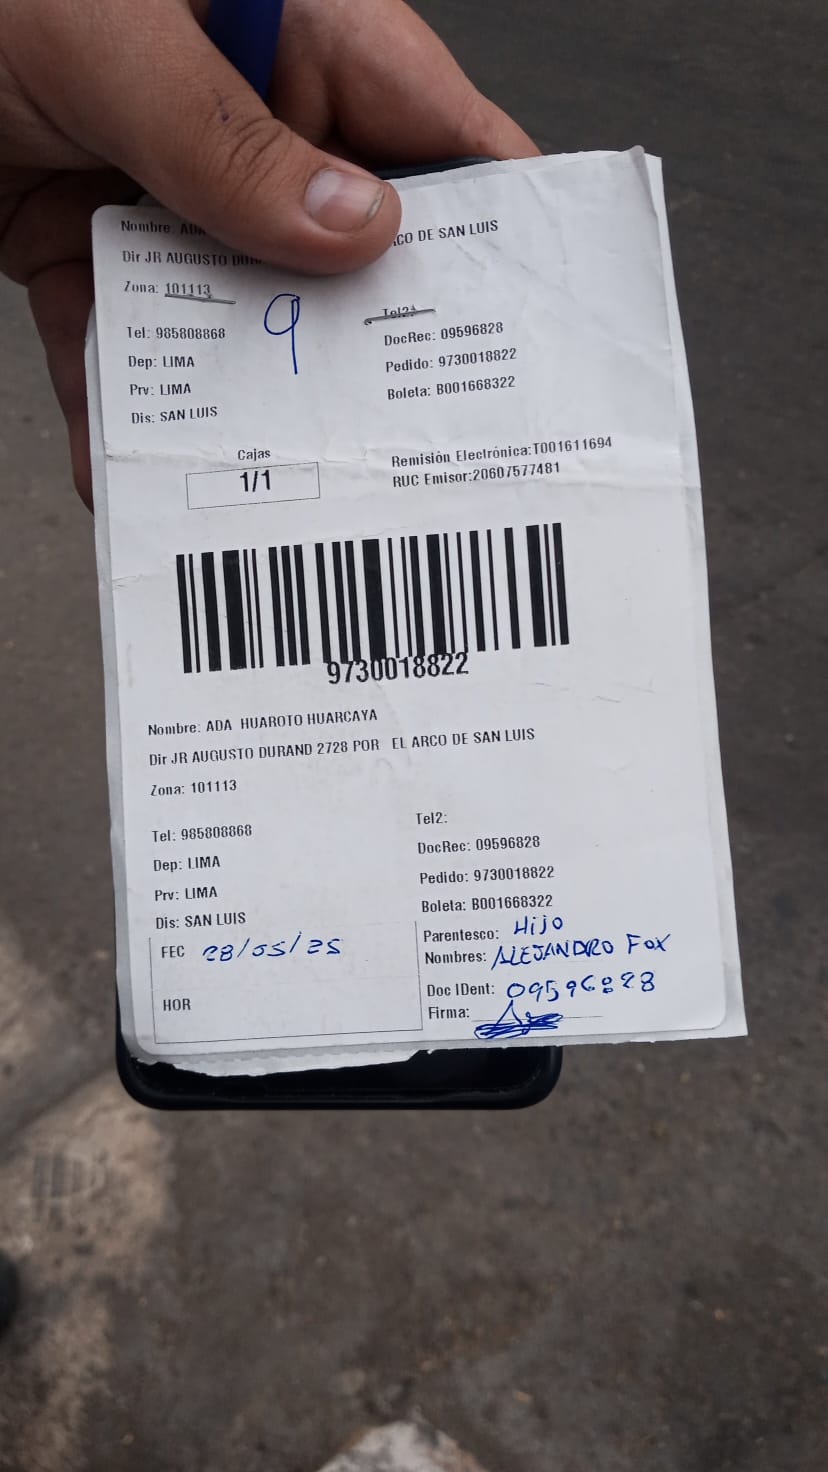 Nombre: ADA
ARCO DE SAN LUIS
Dir JR AUGUSTO
Zona: 101113
9
Tel2:
Tel: 985808868
DocRec: 09596828
Dep: LIMA
Pedido: 9730018822
Prv: LIMA
Boleta: B001668322
Dis: SAN LUIS
Cajas
1/1
Remisión Electrónica:T001611694
RUC Emisor:20607577481
9730018822
Nombre: ADA HUAROTO HUARCAYA
Dir JR AUGUSTO DURAND 2728 POR EL ARCO DE SAN LUIS
Zona: 101113
Tel2:
Tel: 985808868
DocRec: 09596828
Dep: LIMA
Pedido: 9730018822
Prv: LIMA
Boleta: B001668322
Dis: SAN LUIS
Parentesco: Hijo
FEC 28/05/25
Nombres: ALEJANDRO FOX
Doc IDent: 09596828
HOR
Firma: